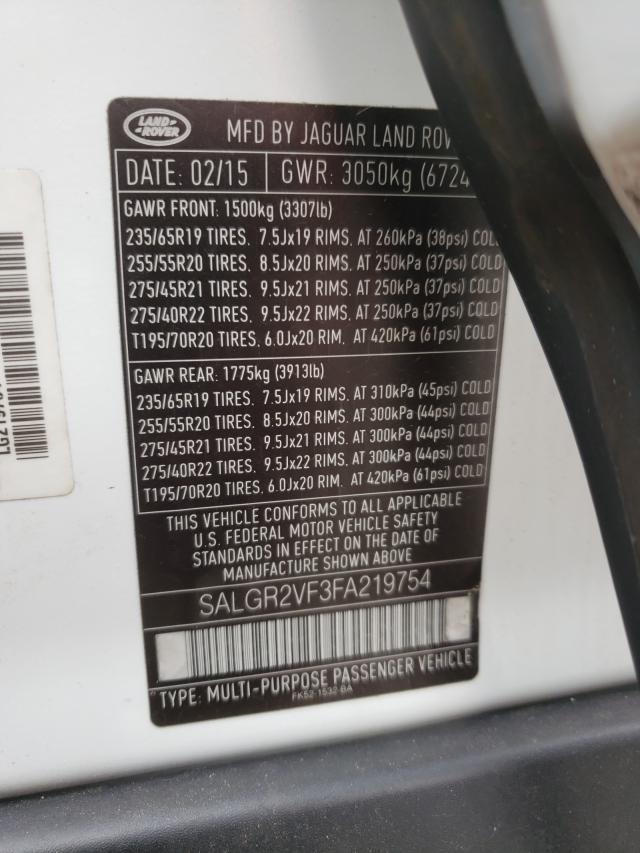 LAND
ROVER
MFD BY JAGUAR LAND ROV
DATE: 02/15 GWR: 3050kg (6724
GAWR FRONT: 1500kg (3307lb)
235/65R19 TIRES. 7.5Jx19 RIMS. AT 260kPa (38psi) COL
255/55R20 TIRES. 8.5Jx20 RIMS. AT 250kPa (37psi) COL
275/45R21 TIRES. 9.5Jx21 RIMS. AT 250kPa (37psi) COLD
275/40R22 TIRES. 9.5Jx22 RIMS. AT 250kPa (37psi) COLD
T195/70R20 TIRES. 6.0Jx20 RIM. AT 420kPa (61psi) COLD
GAWR REAR: 1775kg (3913lb)
235/65R19 TIRES. 7.5Jx19 RIMS. AT 310kPa (45psi) COLD
255/55R20 TIRES. 8.5Jx20 RIMS. AT 300kPa (44psi) COLD
275/45R21 TIRES. 9.5Jx21 RIMS. AT 300kPa (44psi) COLD
275/40R22 TIRES. 9.5Jx22 RIMS. AT 300kPa (44psi) COLD
T195/70R20 TIRES. 6.0Jx20 RIM. AT 420kPa (61psi) COLD
THIS VEHICLE CONFORMS TO ALL APPLICABLE
U.S. FEDERAL MOTOR VEHICLE SAFETY
STANDARDS IN EFFECT ON THE DATE OF
MANUFACTURE SHOWN ABOVE
SALGR2VF3FA219754
TYPE: MULTI-PURPOSE PASSENGER VEHICLE
FK52-1532-BA